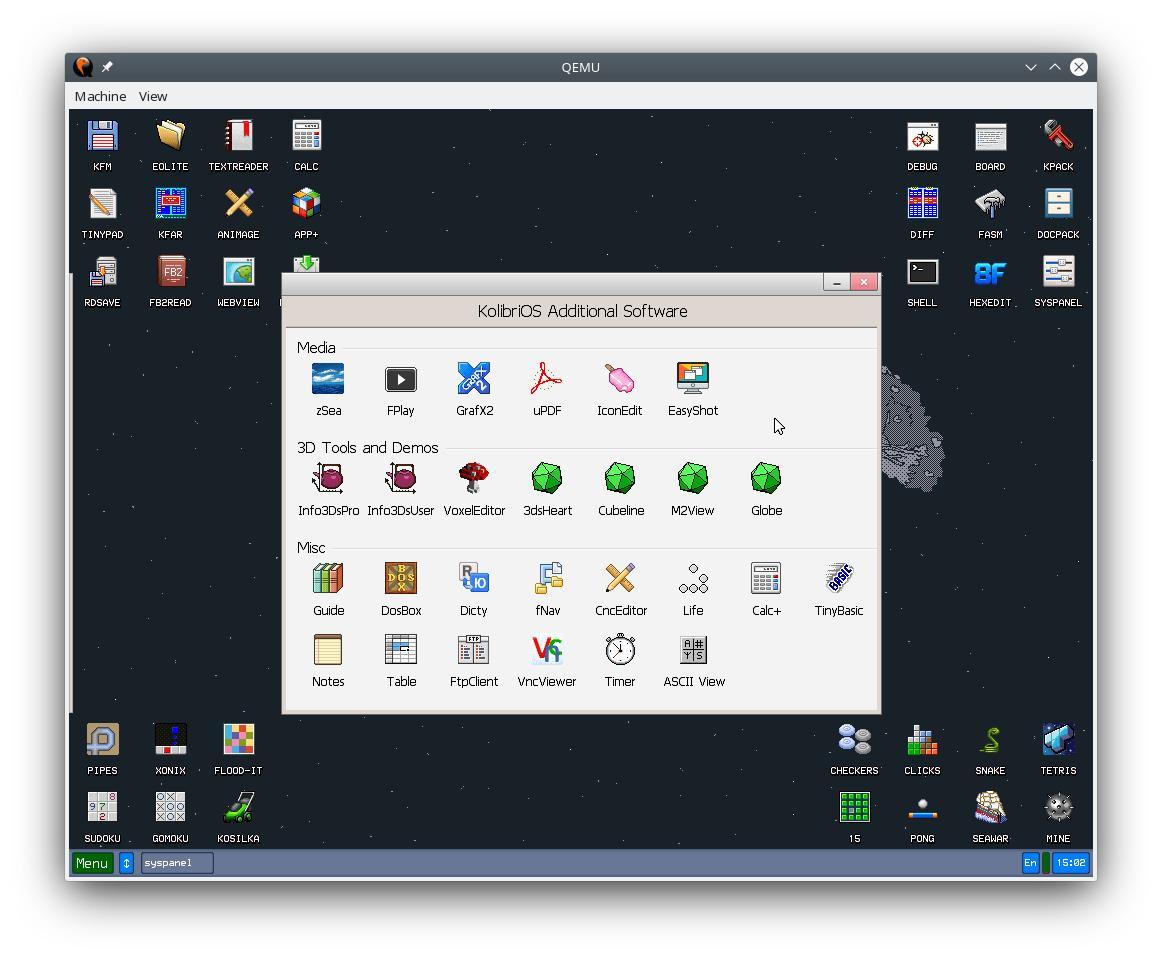 QEMU
Machine View
KFM EOLITE TEXTREADER CALC DEBUG BOARD KPACK
TINYPAD KFAR ANIMAGE APP+ DIFF FASM DOCPACK
FB2
RDSAVE FB2READ WEBVIEW SHELL HEXEDIT SYSPANEL
KolibriOS Additional Software
Media
zSea FPlay GrafX2 uPDF IconEdit EasyShot
3D Tools and Demos
Info3DsPro Info3DsUser VoxelEditor 3dsHeart Cubeline M2View Globe
Misc
Guide DosBox Dicty fNav CncEditor Life Calc+ TinyBasic
Notes Table FtpClient VncViewer Timer ASCII View
PIPES XONIX FLOOD-IT CHECKERS CLICKS SNAKE TETRIS
SUDOKU GOMOKU KOSILKA 15 PONG SEAWAR MINE
Menu syspanel En 15:02